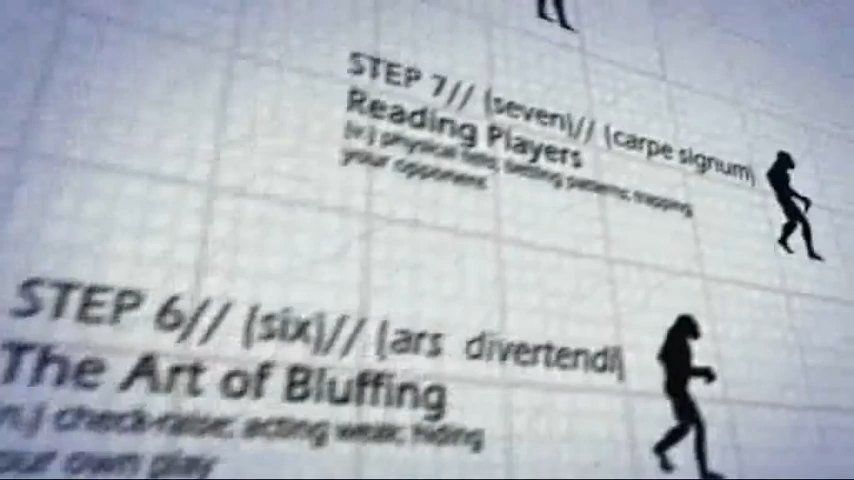 STEP 7// (seven)// (carpe signum)
Reading Players
(v.) physical tells, betting patterns, trapping
your opponent
STEP 6// (six)// (ars divertendi)
The Art of Bluffing
(n.) check-raise, acting weak, hiding
your own play